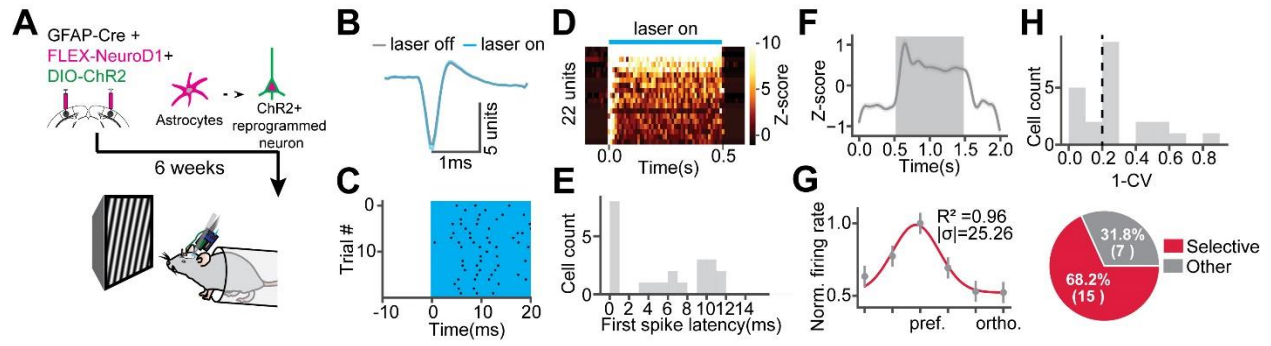 A
GFAP-Cre +
FLEX-NeuroD1+
DIO-ChR2
Astrocytes
ChR2+
reprogrammed
neuron
6 weeks
B
laser off
laser on
5 units
1ms
C
Trial #
0
10
-10
0
10
20
Time(ms)
D
laser on
22 units
0.0
0.5
Time(s)
-10
-5
-0
Z-score
E
Cell count
5
0
0 2 4 6 8 101214
First spike latency(ms)
F
Z-score
1
0
−1
0.0 0.5 1.0 1.5 2.0
Time(s)
G
Norm. firing rate
1.0
0.5
R² =0.96
|σ|=25.26
pref.
ortho.
H
Cell count
5
0
0.0 0.2 0.4 0.6 0.8
1-CV
31.8%
(7 )
68.2%
(15 )
Selective
Other